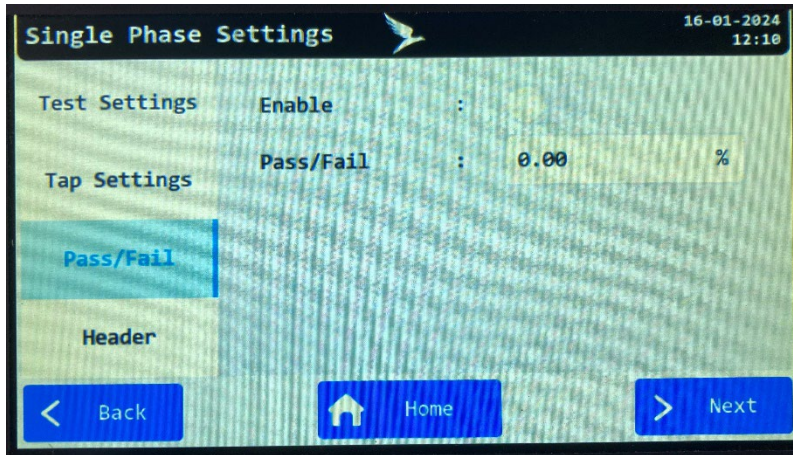 Single Phase Settings
16-01-2024
12:10
Test Settings
Tap Settings
Pass/Fail
Header
Enable :
Pass/Fail : 0.00 %
< Back
Home
> Next